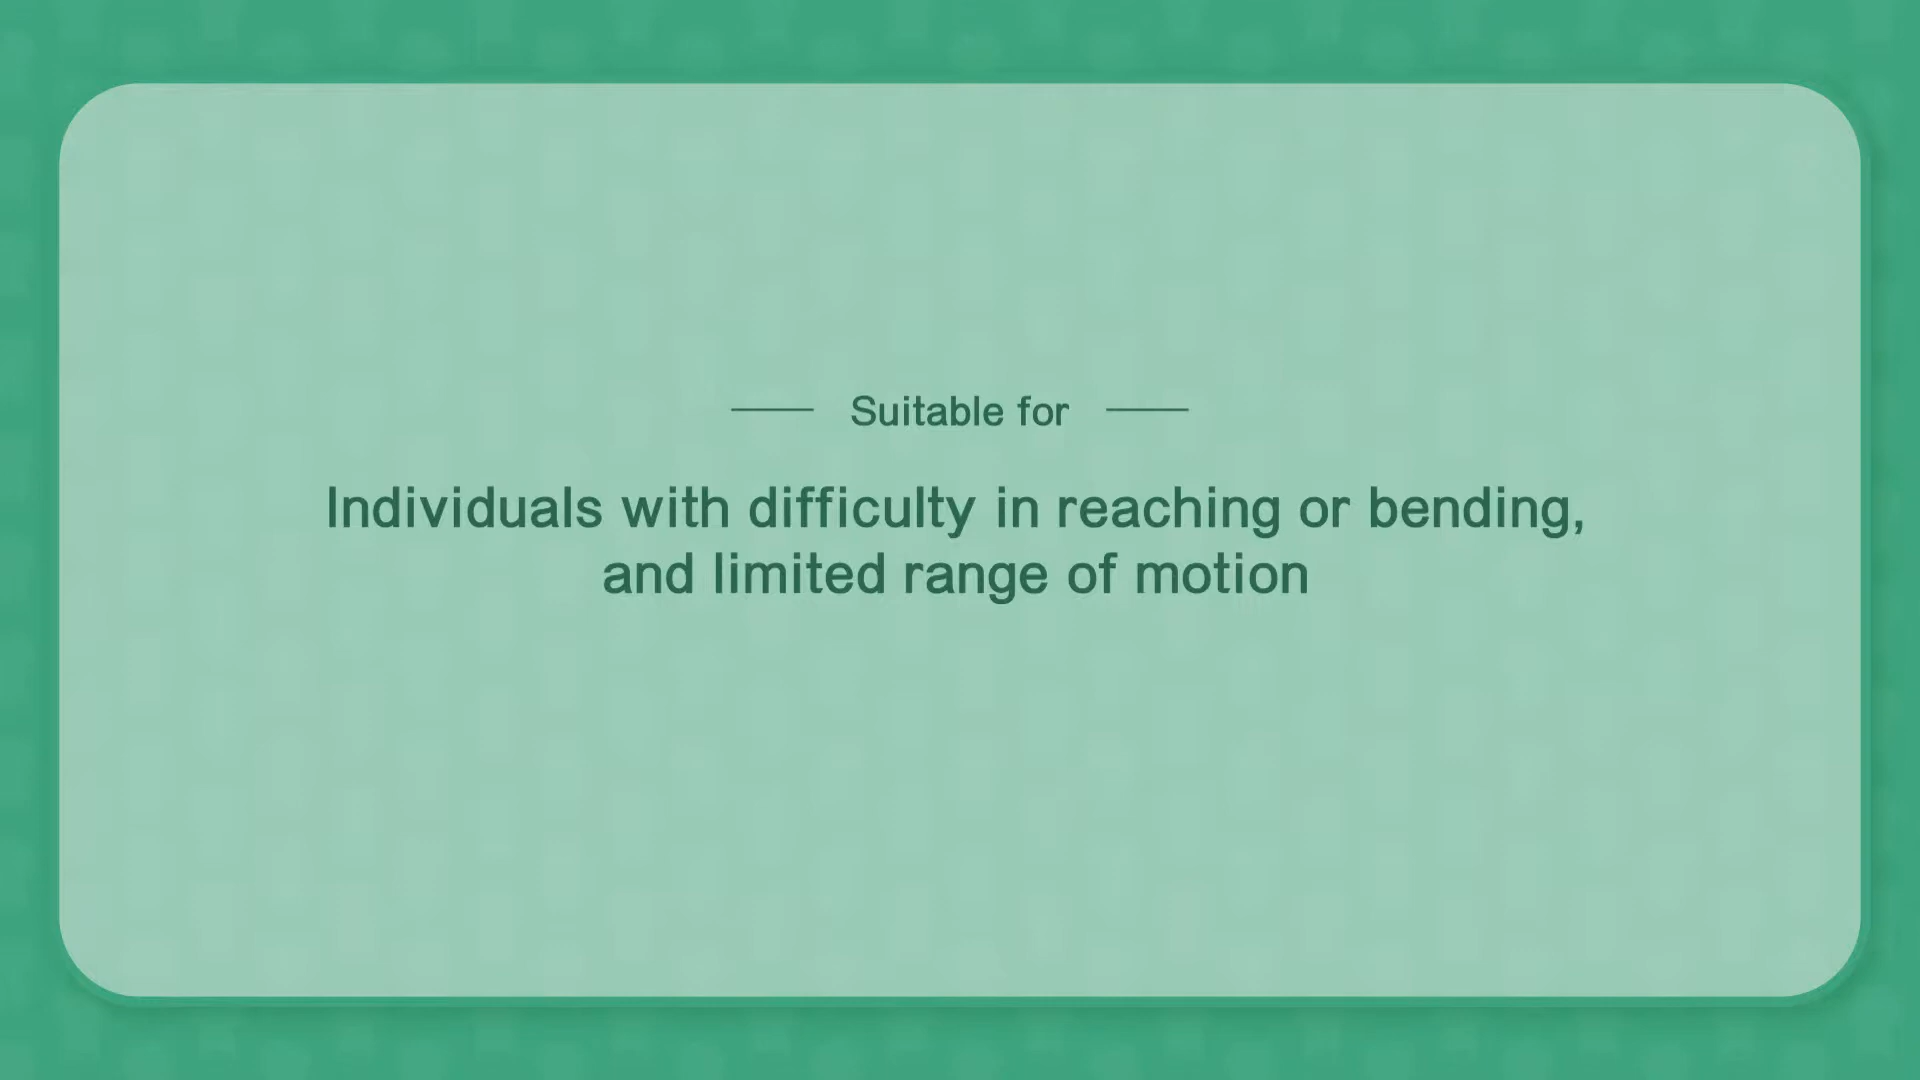 Suitable for
Individuals with difficulty in reaching or bending,
and limited range of motion